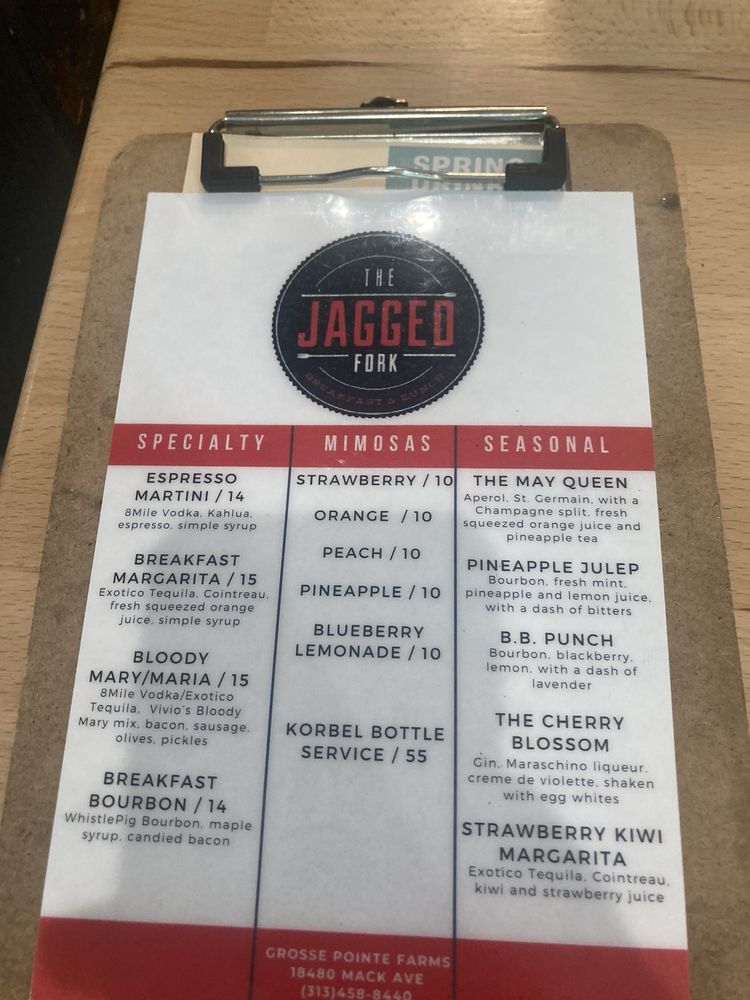 SPRING
DRINKS
THE
JAGGED
FORK
BREAKFAST & LUNCH
SPECIALTY
ESPRESSO
MARTINI / 14
8Mile Vodka, Kahlua,
espresso, simple syrup
BREAKFAST
MARGARITA / 15
Exotico Tequila, Cointreau,
fresh squeezed orange
juice, simple syrup
BLOODY
MARY/MARIA / 15
8Mile Vodka/Exotico
Tequila, Vivio's Bloody
Mary mix, bacon, sausage,
olives, pickles
BREAKFAST
BOURBON / 14
WhistlePig Bourbon, maple
syrup, candied bacon
MIMOSAS
STRAWBERRY / 10
ORANGE / 10
PEACH / 10
PINEAPPLE / 10
BLUEBERRY
LEMONADE / 10
KORBEL BOTTLE
SERVICE / 55
SEASONAL
THE MAY QUEEN
Aperol, St. Germain, with a
Champagne split, fresh
squeezed orange juice and
pineapple tea
PINEAPPLE JULEP
Bourbon, fresh mint,
pineapple and lemon juice,
with a dash of bitters
B.B. PUNCH
Bourbon, blackberry,
lemon, with a dash of
lavender
THE CHERRY
BLOSSOM
Gin, Maraschino liqueur,
creme de violette, shaken
with egg whites
STRAWBERRY KIWI
MARGARITA
Exotico Tequila, Cointreau,
kiwi and strawberry juice
GROSSE POINTE FARMS
18480 MACK AVE
(313)458-8440